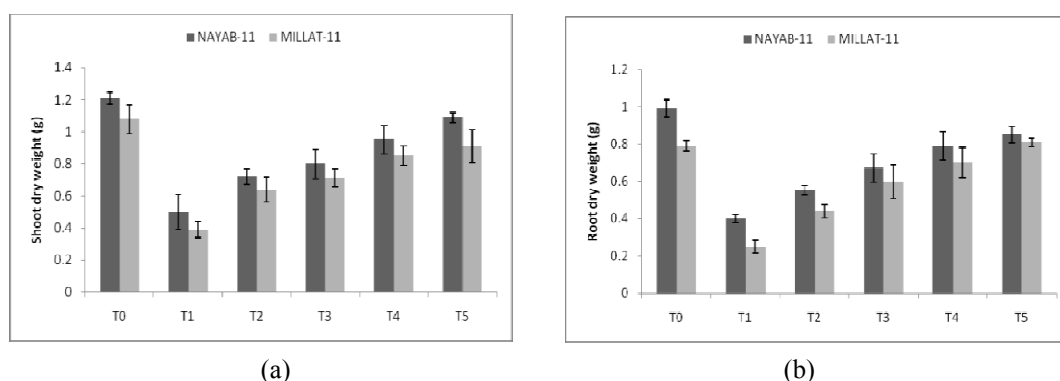 NAYAB-11 MILLAT-11
Shoot dry weight (g)
1.4
1.2
1
0.8
0.6
0.4
0.2
0
T0 T1 T2 T3 T4 T5
(a)
NAYAB-11 MILLAT-11
Root dry weight (g)
1.2
1
0.8
0.6
0.4
0.2
0
T0 T1 T2 T3 T4 T5
(b)